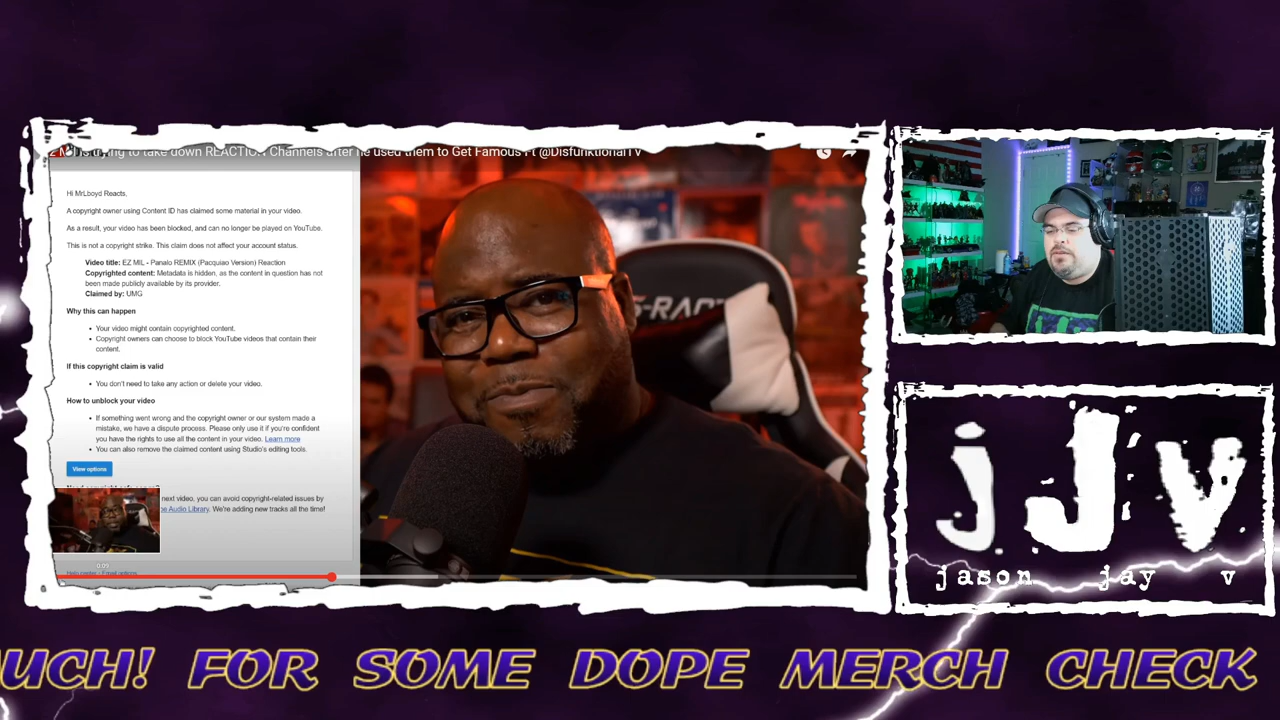 is trying to take down REACTION Channels after he used them to Get Famous Ft @DisfunktionalTV
Hi MrLboyd Reacts,
A copyright owner using Content ID has claimed some material in your video.
As a result, your video has been blocked, and can no longer be played on YouTube.
This is not a copyright strike. This claim does not affect your account status.
Video title: EZ MIL - Panalo REMIX (Pacquiao Version) Reaction
Copyrighted content: Metadata is hidden, as the content in question has not
been made publicly available by its provider.
Claimed by: UMG
Why this can happen
• Your video might contain copyrighted content.
• Copyright owners can choose to block YouTube videos that contain their
content.
If this copyright claim is valid
• You don't need to take any action or delete your video.
How to unblock your video
• If something went wrong and the copyright owner or our system made a
mistake, we have a dispute process. Please only use it if you're confident
you have the rights to use all the content in your video. Learn more
• You can also remove the claimed content using Studio's editing tools.
View options
next video, you can avoid copyright-related issues by
Audio Library. We're adding new tracks all the time!
0:09
Help center • Email options
jJv
jason jay v
UCH! FOR SOME DOPE MERCH CHECK